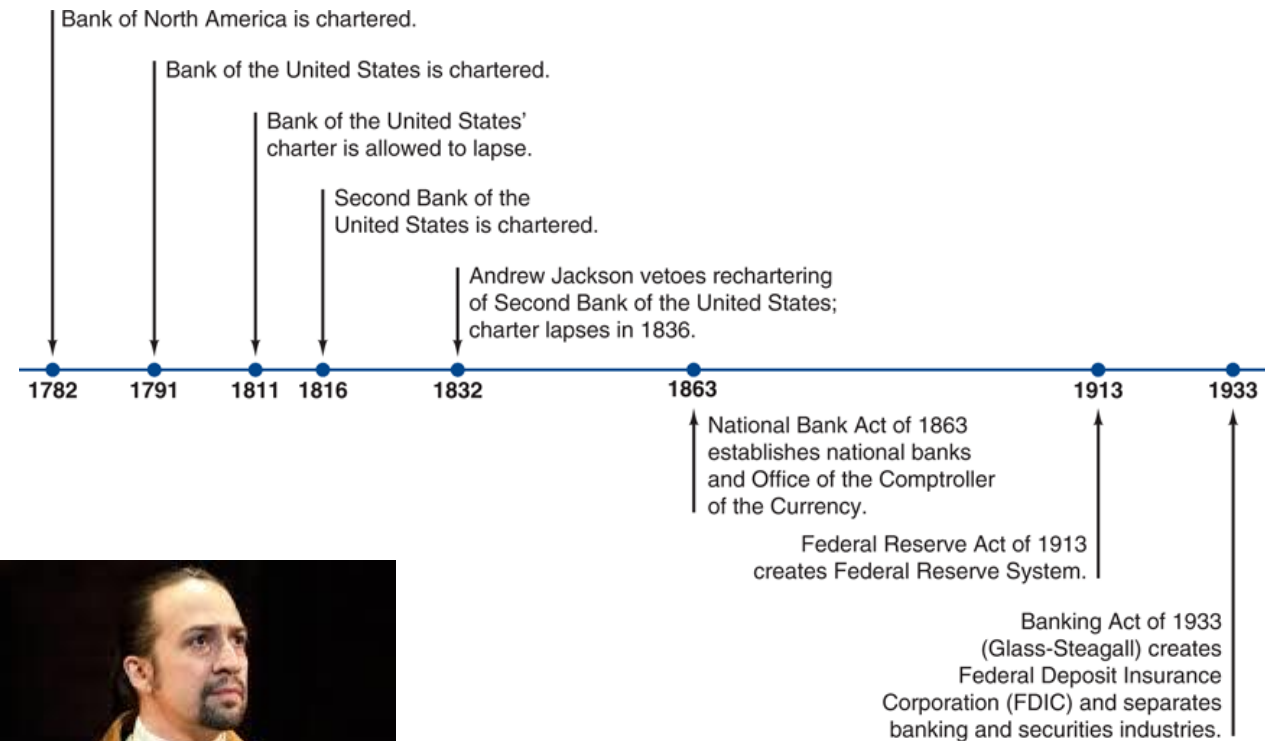 Bank of North America is chartered.
Bank of the United States is chartered.
Bank of the United States’
charter is allowed to lapse.
Second Bank of the
United States is chartered.
Andrew Jackson vetoes rechartering
of Second Bank of the United States;
charter lapses in 1836.
1782 1791 1811 1816 1832 1863 1913 1933
National Bank Act of 1863
establishes national banks
and Office of the Comptroller
of the Currency.
Federal Reserve Act of 1913
creates Federal Reserve System.
Banking Act of 1933
(Glass-Steagall) creates
Federal Deposit Insurance
Corporation (FDIC) and separates
banking and securities industries.